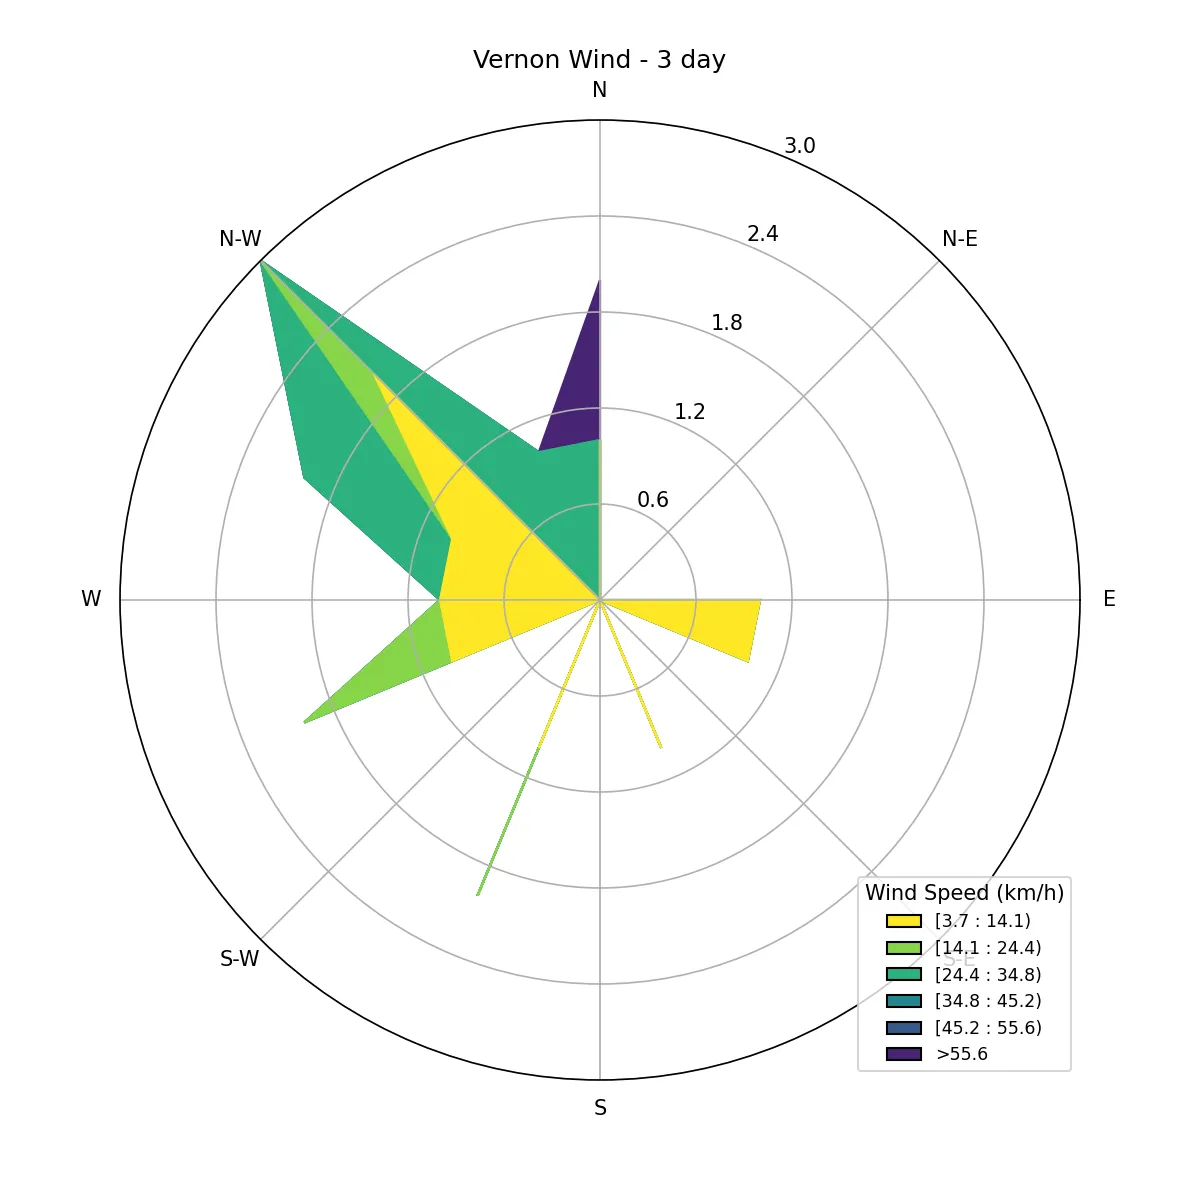 Vernon Wind - 3 day
N
3.0
2.4
N-W
N-E
1.8
1.2
0.6
W
E
Wind Speed (km/h)
[3.7 : 14.1)
[14.1 : 24.4)
S-W
S-E
[24.4 : 34.8)
[34.8 : 45.2)
[45.2 : 55.6)
>55.6
S